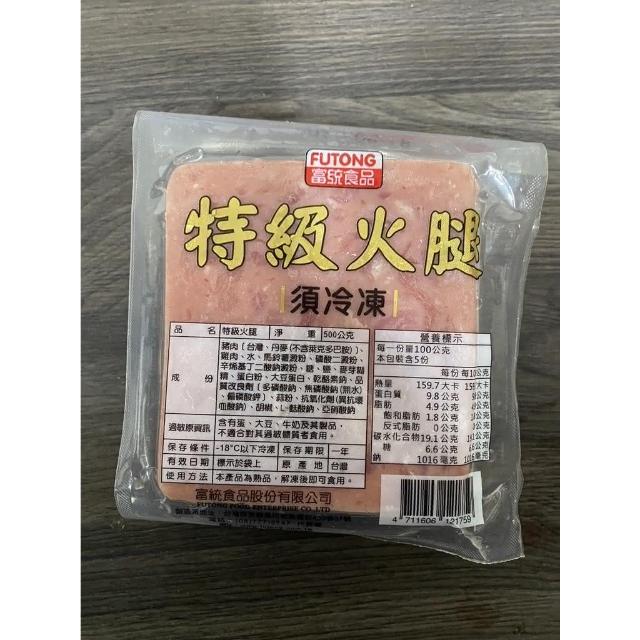 FUTONG
富統食品
特級火腿
須冷凍
品 名 特級火腿 淨 重 500公克
成 份
豬肉〔台灣、丹麥(不含萊克多巴胺)〕、
雞肉、水、馬鈴薯澱粉、磷酸二澱粉、
辛烯基丁二酸鈉澱粉、糖、鹽、麥芽糊
精、蛋白粉、大豆蛋白、乾酪素鈉、品
質改良劑〔多磷酸鈉、焦磷酸鈉(無水)
、偏磷酸鉀〕、蒜粉、抗氧化劑(異抗壞
血酸鈉)、胡椒、L-麩酸鈉、亞硝酸鈉
過敏原資訊 含有蛋、大豆、牛奶及其製品，
不適合對其過敏體質者食用。
保存條件 -18°C以下冷凍 保存期限 一年
有效日期 標示於袋上 原產地 台灣
使用方法 本產品為熟品，解凍後即可食用。
富統食品股份有限公司
FUTONG FOOD ENTERPRISE CO.,LTD
營養標示
每一份量100公克
本包裝含5份
每份
熱量 159.7大卡
蛋白質 9.8 公克
脂肪 4.9 公克
飽和脂肪 1.8 公克
反式脂肪 0 公克
碳水化合物 19.1 公克
糖 6.6 公克
鈉 1016 毫克
4 711606 121759